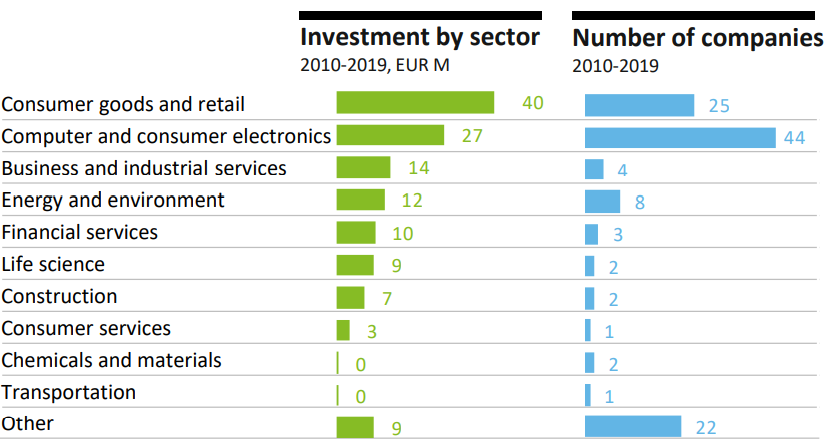 Investment by sector Number of companies
2010-2019, EUR M 2010-2019
Consumer goods and retail 40 25
Computer and consumer electronics 27 44
Business and industrial services 14 4
Energy and environment 12 8
Financial services 10 3
Life science 9 2
Construction 7 2
Consumer services 3 1
Chemicals and materials 0 2
Transportation 0 1
Other 9 22